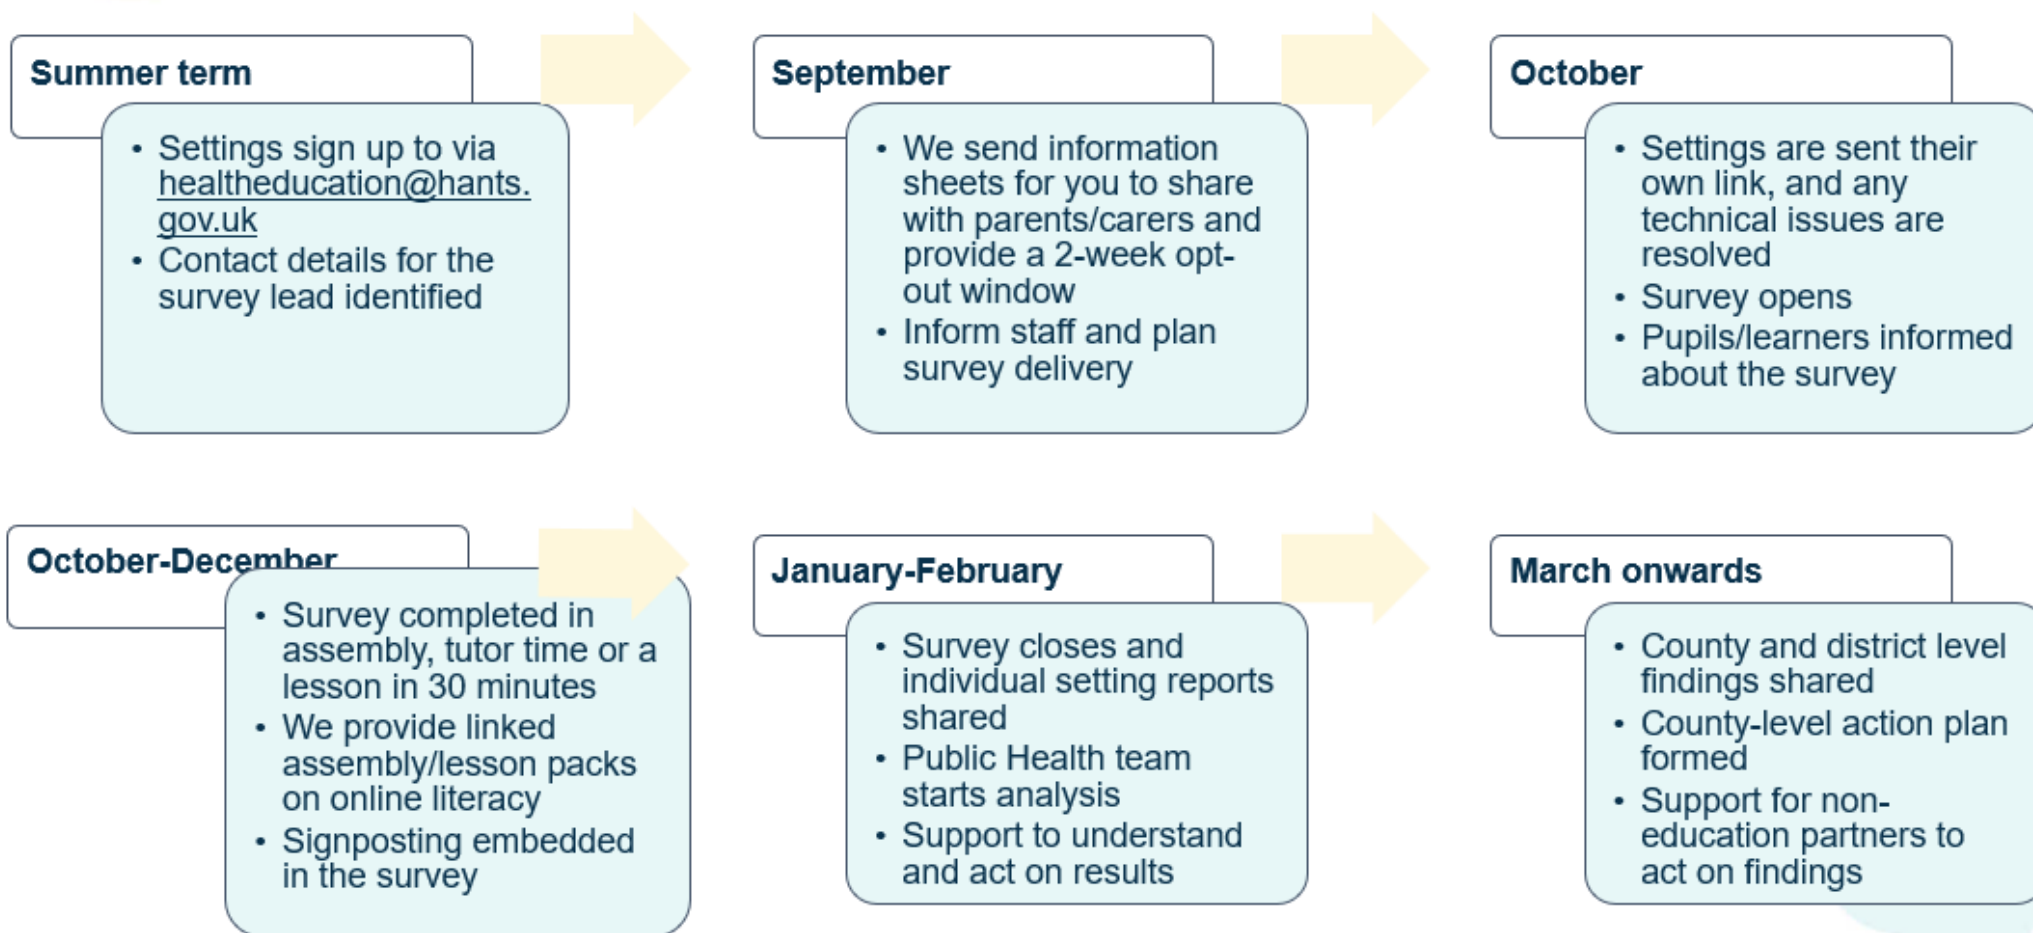 Summer term
• Settings sign up to via
healtheducation@hants.
gov.uk
• Contact details for the
survey lead identified
September
• We send information
sheets for you to share
with parents/carers and
provide a 2-week opt-
out window
• Inform staff and plan
survey delivery
October
• Settings are sent their
own link, and any
technical issues are
resolved
• Survey opens
• Pupils/learners informed
about the survey
October-December
• Survey completed in
assembly, tutor time or a
lesson in 30 minutes
• We provide linked
assembly/lesson packs
on online literacy
• Signposting embedded
in the survey
January-February
• Survey closes and
individual setting reports
shared
• Public Health team
starts analysis
• Support to understand
and act on results
March onwards
• County and district level
findings shared
• County-level action plan
formed
• Support for non-
education partners to
act on findings